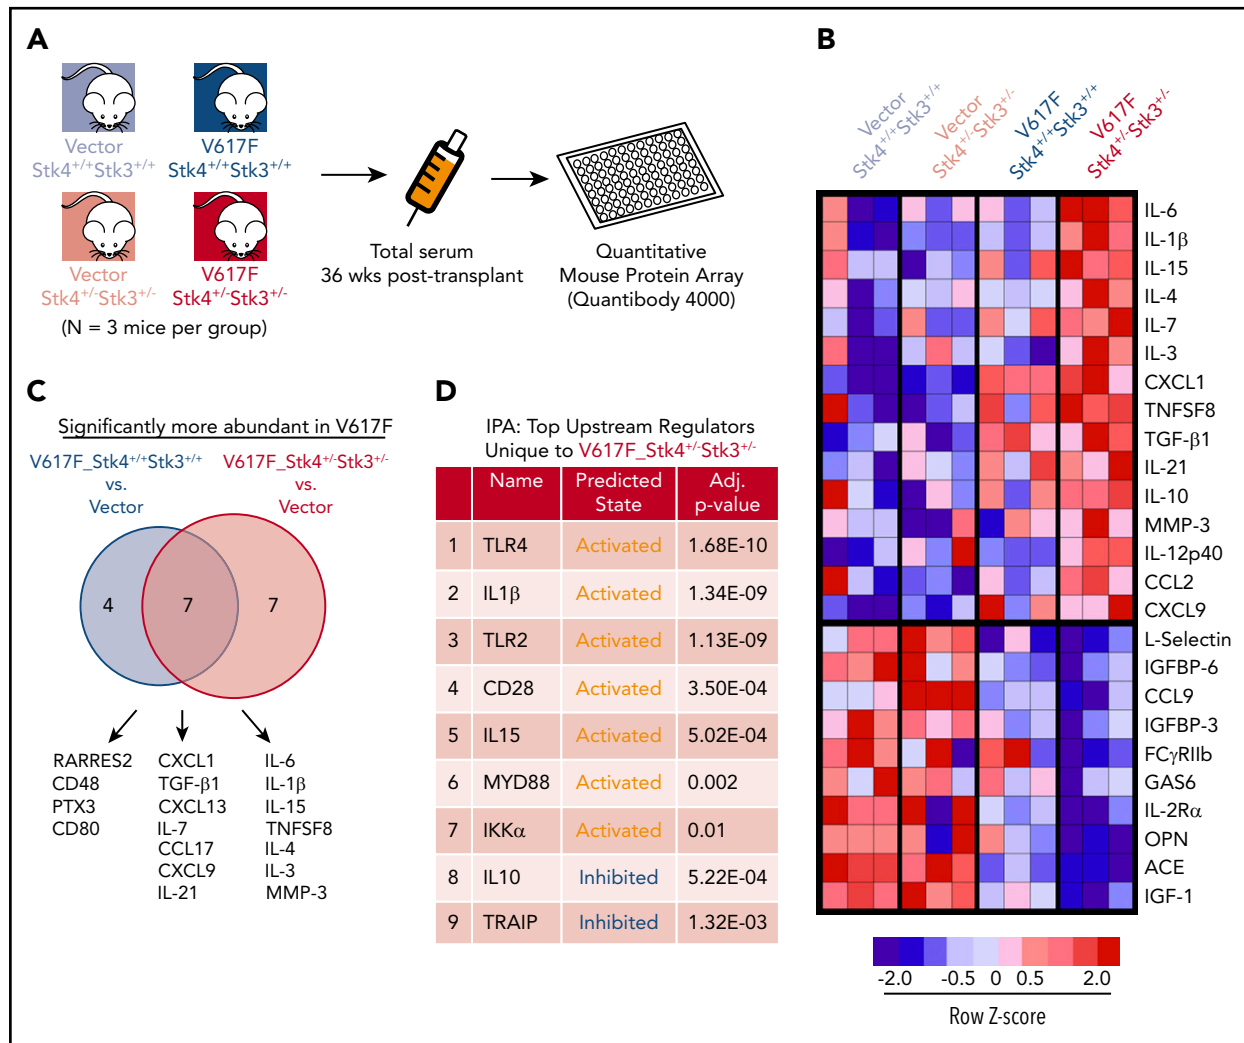 A
Vector
Stk4+/+Stk3+/+
V617F
Stk4+/+Stk3+/+
Vector
Stk4+/-Stk3+/-
V617F
Stk4+/-Stk3+/-
(N = 3 mice per group)
Total serum
36 wks post-transplant
Quantitative
Mouse Protein Array
(Quantibody 4000)
B
Vector
Stk4+/+Stk3+/+
Vector
Stk4+/-Stk3+/-
V617F
Stk4+/+Stk3+/+
V617F
Stk4+/-Stk3+/-
IL-6
IL-1β
IL-15
IL-4
IL-7
IL-3
CXCL1
TNFSF8
TGF-β1
IL-21
IL-10
MMP-3
IL-12p40
CCL2
CXCL9
L-Selectin
IGFBP-6
CCL9
IGFBP-3
FCγRIIb
GAS6
IL-2Rα
OPN
ACE
IGF-1
-2.0 -0.5 0 0.5 2.0
Row Z-score
C
Significantly more abundant in V617F
V617F_Stk4+/+Stk3+/+
vs.
Vector
V617F_Stk4+/-Stk3+/-
vs.
Vector
4 7 7
RARRES2
CD48
PTX3
CD80
CXCL1
TGF-β1
CXCL13
IL-7
CCL17
CXCL9
IL-21
IL-6
IL-1β
IL-15
TNFSF8
IL-4
IL-3
MMP-3
D
IPA: Top Upstream Regulators
Unique to V617F_Stk4+/-Stk3+/-
Name Predicted State Adj. p-value
1 TLR4 Activated 1.68E-10
2 IL1β Activated 1.34E-09
3 TLR2 Activated 1.13E-09
4 CD28 Activated 3.50E-04
5 IL15 Activated 5.02E-04
6 MYD88 Activated 0.002
7 IKKα Activated 0.01
8 IL10 Inhibited 5.22E-04
9 TRAIP Inhibited 1.32E-03